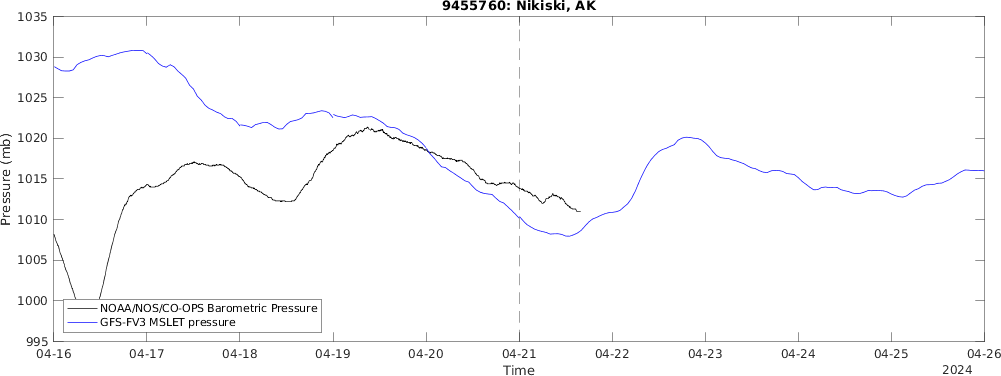 9455760: Nikiski, AK
Pressure (mb)
1035
1030
1025
1020
1015
1010
1005
1000
995
NOAA/NOS/CO-OPS Barometric Pressure
GFS-FV3 MSLET pressure
04-16 04-17 04-18 04-19 04-20 04-21 04-22 04-23 04-24 04-25 04-26
Time
2024